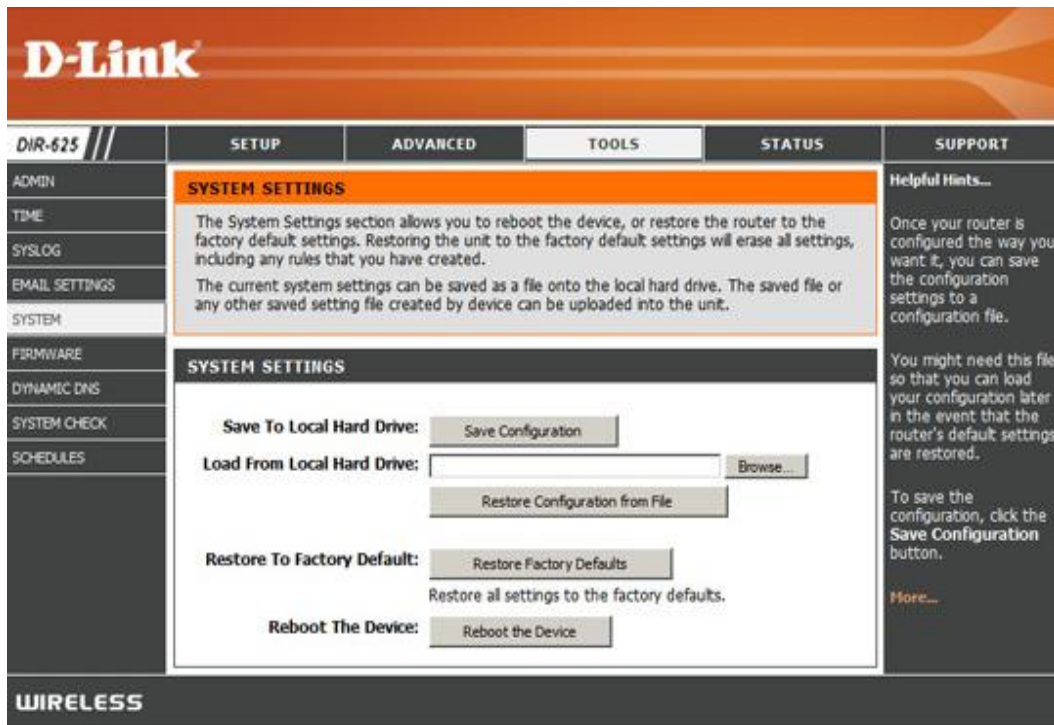 D-Link
DIR-625
SETUP
ADVANCED
TOOLS
STATUS
SUPPORT
ADMIN
TIME
SYSLOG
EMAIL SETTINGS
SYSTEM
FIRMWARE
DYNAMIC DNS
SYSTEM CHECK
SCHEDULES
SYSTEM SETTINGS
The System Settings section allows you to reboot the device, or restore the router to the
factory default settings. Restoring the unit to the factory default settings will erase all settings,
including any rules that you have created.
The current system settings can be saved as a file onto the local hard drive. The saved file or
any other saved setting file created by device can be uploaded into the unit.
SYSTEM SETTINGS
Save To Local Hard Drive:
Save Configuration
Load From Local Hard Drive:
Browse...
Restore Configuration from File
Restore To Factory Default:
Restore Factory Defaults
Restore all settings to the factory defaults.
Reboot The Device:
Reboot the Device
Helpful Hints...
Once your router is
configured the way you
want it, you can save
the configuration
settings to a
configuration file.
You might need this file
so that you can load
your configuration later
in the event that the
router's default settings
are restored.
To save the
configuration, click the
Save Configuration
button.
More...
WIRELESS